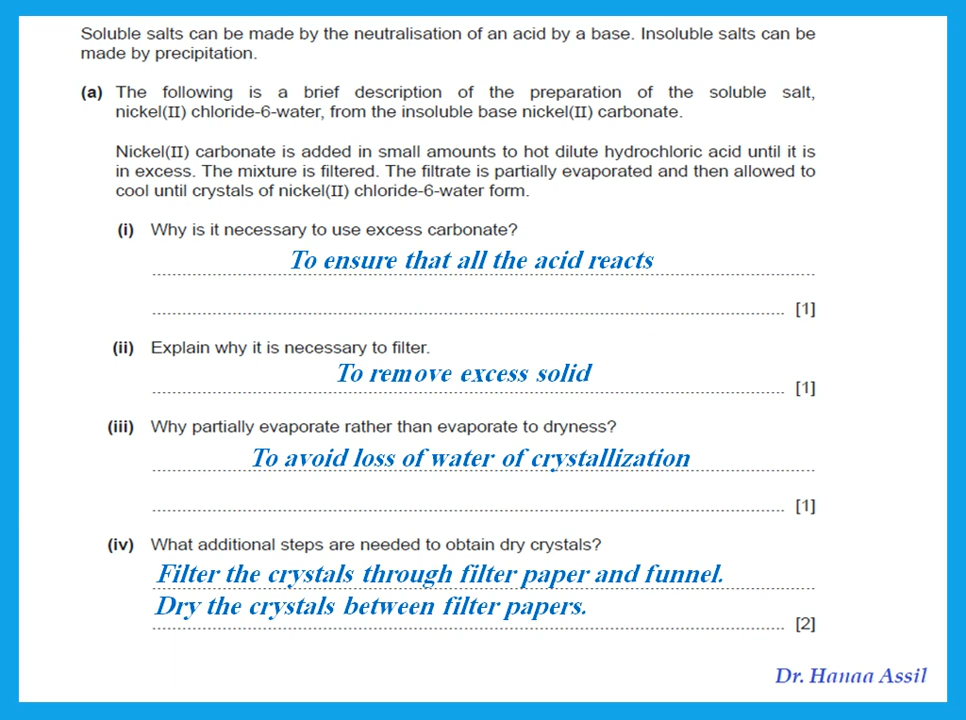 Soluble salts can be made by the neutralisation of an acid by a base. Insoluble salts can be
made by precipitation.
(a) The following is a brief description of the preparation of the soluble salt,
nickel(II) chloride-6-water, from the insoluble base nickel(II) carbonate.
Nickel(II) carbonate is added in small amounts to hot dilute hydrochloric acid until it is
in excess. The mixture is filtered. The filtrate is partially evaporated and then allowed to
cool until crystals of nickel(II) chloride-6-water form.
(i) Why is it necessary to use excess carbonate?
To ensure that all the acid reacts
[1]
(ii) Explain why it is necessary to filter.
To remove excess solid
[1]
(iii) Why partially evaporate rather than evaporate to dryness?
To avoid loss of water of crystallization
[1]
(iv) What additional steps are needed to obtain dry crystals?
Filter the crystals through filter paper and funnel.
Dry the crystals between filter papers.
[2]
Dr. Hanaa Assil